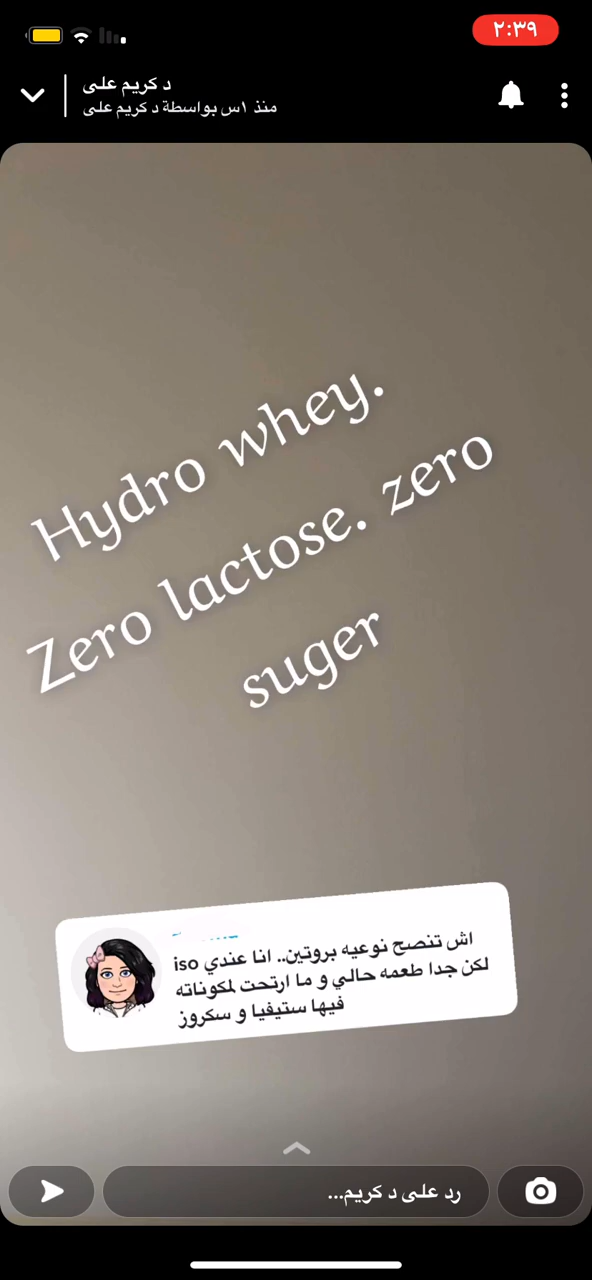 ٢:٣٩
د كريم على
منذ ١س بواسطة د كريم على
Hydro whey.
Zero lactose. zero
suger
اش تنصح نوعيه بروتين.. انا عندي iso
لكن جدا طعمه حالي و ما ارتحت لمكوناته
فيها ستيفيا و سكروز
رد على د كريم...